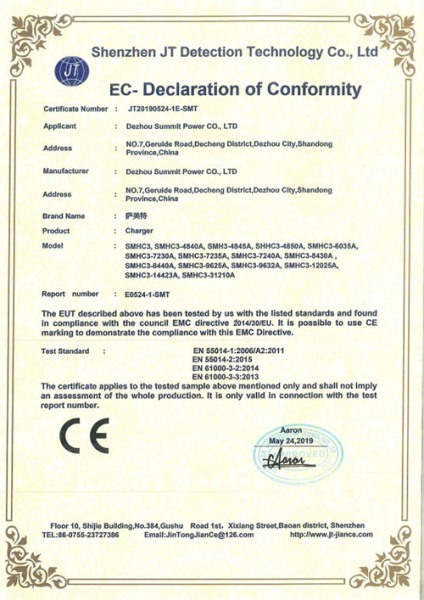 JT
Shenzhen JT Detection Technology Co., Ltd
EC- Declaration of Conformity
Certificate Number : JT20190524-1E-SMT
Applicant : Dezhou Summit Power CO., LTD
Address : NO.7,Geruide Road,Decheng District,Dezhou City,Shandong
Province,China
Manufacturer : Dezhou Summit Power CO., LTD
Address : NO.7,Geruide Road,Decheng District,Dezhou City,Shandong
Province,China
Brand Name : 萨美特
Product : Charger
Model : SMHC3, SMHC3-4840A, SMH3-4845A, SHHC3-4850A, SMHC3-6035A,
SMHC3-7230A, SMHC3-7235A, SMHC3-7240A, SMHC3-8430A ,
SMHC3-8440A, SMHC3-9625A, SMHC3-9632A, SMHC3-12025A,
SMHC3-14423A, SMHC3-31210A
Report number : E0524-1-SMT
The EUT described above has been tested by us with the listed standards and found
in compliance with the council EMC directive 2014/30/EU. It is possible to use CE
marking to demonstrate the compliance with this EMC Directive.
Test Standard : EN 55014-1:2006/A2:2011
EN 55014-2:2015
EN 61000-3-2:2014
EN 61000-3-3:2013
The certificate applies to the tested sample above mentioned only and shall not imply
an assessment of the whole production. It is only valid in connection with the test
report number.
CE
Aaron
May 24,2019
APPROVED
Aaron
Floor 10, Shijie Building,No.384,Gushu Road 1st. Xixiang Street,Baoan district, Shenzhen
TEL:86-0755-23727386 Email:JinTongJianCe@126.com http://www.jt-jiance.com